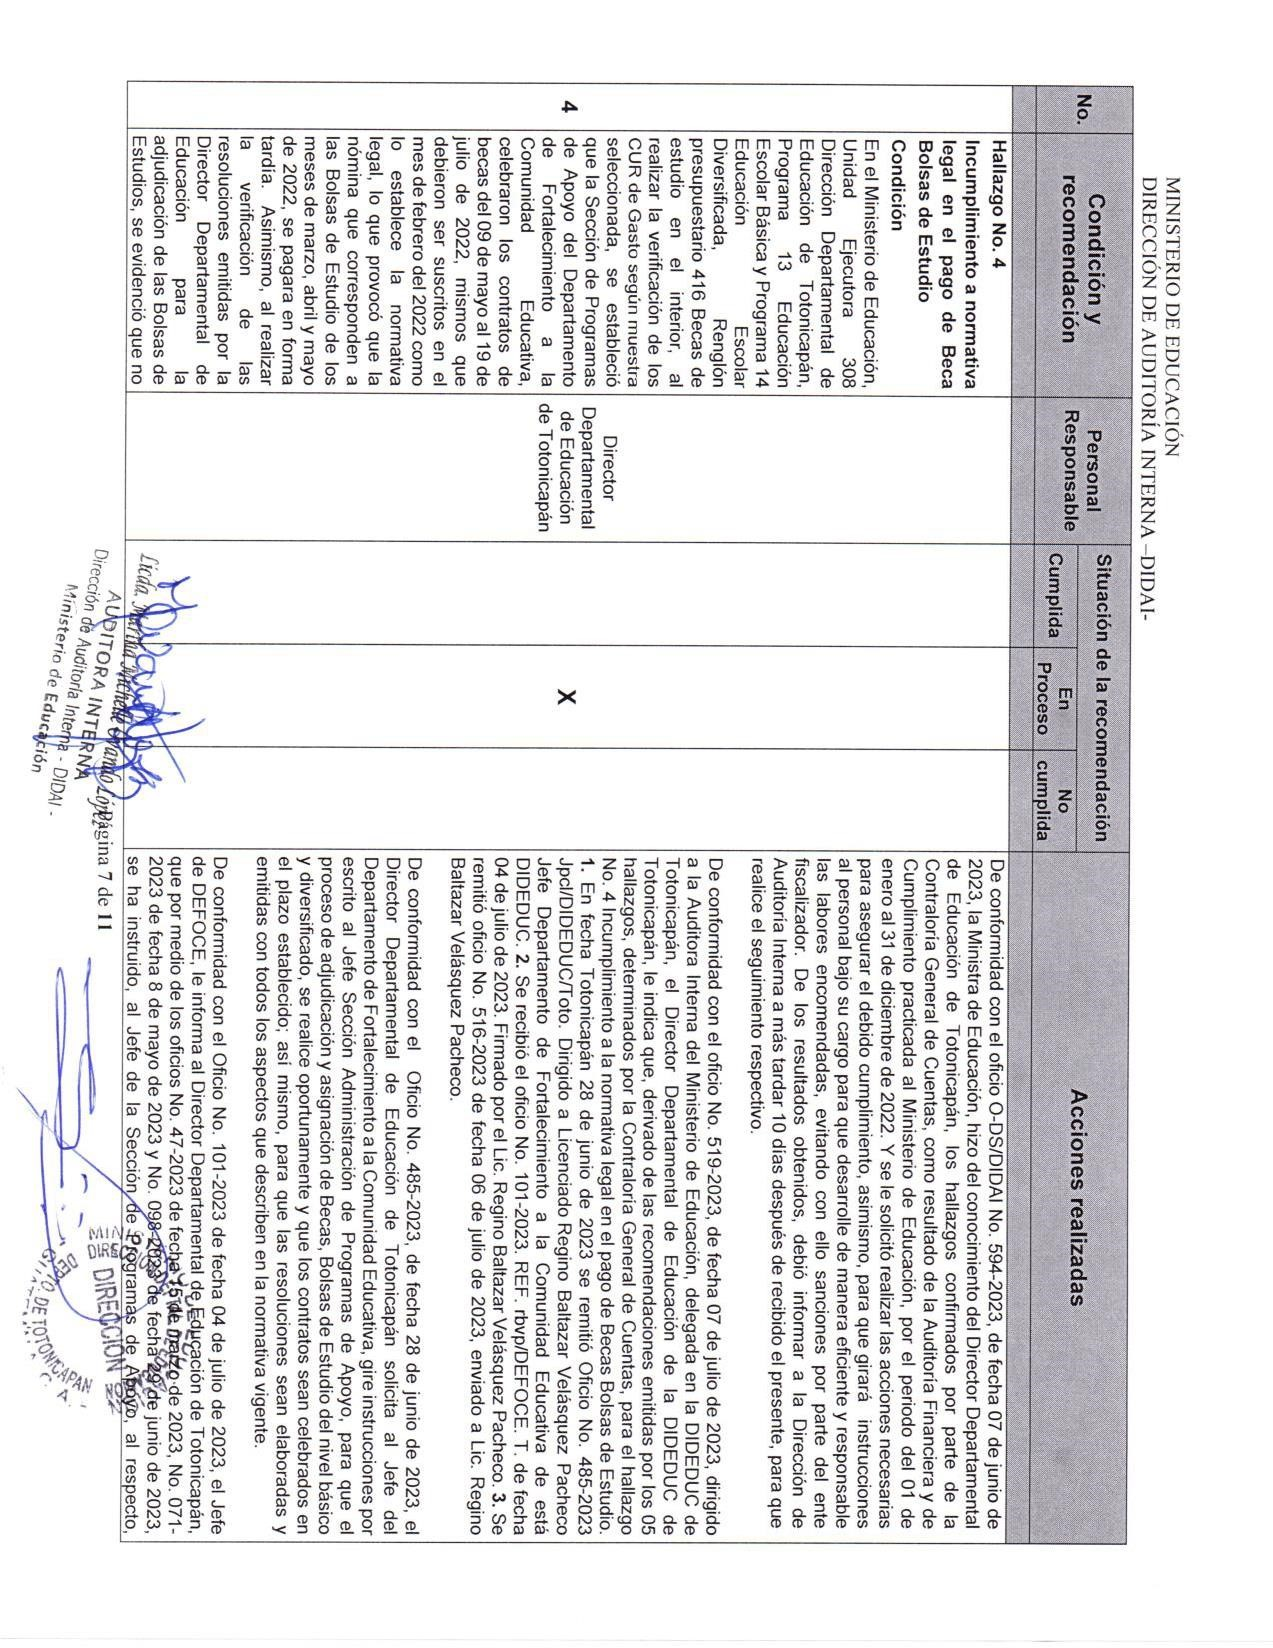 MINISTERIO DE EDUCACIÓN
DIRECCIÓN DE AUDITORÍA INTERNA –DIDAI-
No.
Condición y
recomendación
Personal
Responsable
Situación de la recomendación
Cumplida
En
Proceso
No
cumplida
Acciones realizadas
4
Hallazgo No. 4
Incumplimiento a normativa
legal en el pago de Beca
Bolsas de Estudio
Condición
En el Ministerio de Educación,
Unidad Ejecutora 308
Dirección Departamental de
Educación de Totonicapán,
Programa 13 Educación
Escolar Básica y Programa 14
Educación Escolar
Diversificada, Renglón
presupuestario 416 Becas de
estudio en el interior, al
realizar la verificación de los
CUR de Gasto según muestra
seleccionada, se estableció
que la Sección de Programas
de Apoyo del Departamento
de Fortalecimiento a la
Comunidad Educativa,
celebraron los contratos de
becas del 09 de mayo al 19 de
julio de 2022, mismos que
debieron ser suscritos en el
mes de febrero del 2022 como
lo establece la normativa
legal, lo que provocó que la
nómina que corresponden a
las Bolsas de Estudio de los
meses de marzo, abril y mayo
de 2022, se pagara en forma
tardía. Asimismo, al realizar
la verificación de las
resoluciones emitidas por la
Director Departamental de
Educación para la
adjudicación de las Bolsas de
Estudios, se evidenció que no
Director
Departamental
de Educación
de Totonicapán
X
De conformidad con el oficio O-DS/DIDAI No. 594-2023, de fecha 07 de junio de
2023, la Ministra de Educación, hizo del conocimiento del Director Departamental
de Educación de Totonicapán, los hallazgos confirmados por parte de la
Contraloría General de Cuentas, como resultado de la Auditoría Financiera y de
Cumplimiento practicada al Ministerio de Educación, por el periodo del 01 de
enero al 31 de diciembre de 2022. Y se le solicitó realizar las acciones necesarias
para asegurar el debido cumplimiento, asimismo, para que girará instrucciones
al personal bajo su cargo para que desarrolle de manera eficiente y responsable
las labores encomendadas, evitando con ello sanciones por parte del ente
fiscalizador. De los resultados obtenidos, debió informar a la Dirección de
Auditoría Interna a más tardar 10 días después de recibido el presente, para que
realice el seguimiento respectivo.
De conformidad con el oficio No. 519-2023, de fecha 07 de julio de 2023, dirigido
a la Auditora Interna del Ministerio de Educación, delegada en la DIDEDUC de
Totonicapán, el Director Departamental de Educación de la DIDEDUC de
Totonicapán, le indica que, derivado de las recomendaciones emitidas por los 05
hallazgos, determinados por la Contraloría General de Cuentas, para el hallazgo
No. 4 Incumplimiento a la normativa legal en el pago de Becas Bolsas de Estudio.
1. En fecha Totonicapán 28 de junio de 2023 se remitió Oficio No. 485-2023
Jpcl/DIDEDUC/Toto. Dirigido a Licenciado Regino Baltazar Velásquez Pacheco
Jefe Departamento de Fortalecimiento a la Comunidad Educativa de está
DIDEDUC. 2. Se recibió el oficio No. 101-2023. REF. rbvp/DEFOCE. T. de fecha
04 de julio de 2023. Firmado por el Lic. Regino Baltazar Velásquez Pacheco. 3. Se
remitió oficio No. 516-2023 de fecha 06 de julio de 2023, enviado a Lic. Regino
Baltazar Velásquez Pacheco.
De conformidad con el Oficio No. 485-2023, de fecha 28 de junio de 2023, el
Director Departamental de Educación de Totonicapán solicita al Jefe del
Departamento de Fortalecimiento a la Comunidad Educativa, gire instrucciones por
escrito al Jefe Sección Administración de Programas de Apoyo, para que el
proceso de adjudicación y asignación de Becas, Bolsas de Estudio del nivel básico
y diversificado, se realice oportunamente y que los contratos sean celebrados en
el plazo establecido; así mismo, para que las resoluciones sean elaboradas y
emitidas con todos los aspectos que describen en la normativa vigente.
De conformidad con el Oficio No. 101-2023 de fecha 04 de julio de 2023, el Jefe
de DEFOCE, le informa al Director Departamental de Educación de Totonicapán,
que por medio de los oficios No. 47-2023 de fecha 15 de marzo de 2023, No. 071-
2023 de fecha 8 de mayo de 2023 y No. 098-2023 de fecha de junio de 2023,
se ha instruido, al Jefe de la Sección de Programas de Apoyo, al respecto,
Licda.
AUDITORA INTERNA
Dirección de Auditoría Interna - DIDAI -
Ministerio de Educación
Página 7 de 11
DIRECCIÓN
DE TOTONICAPAN